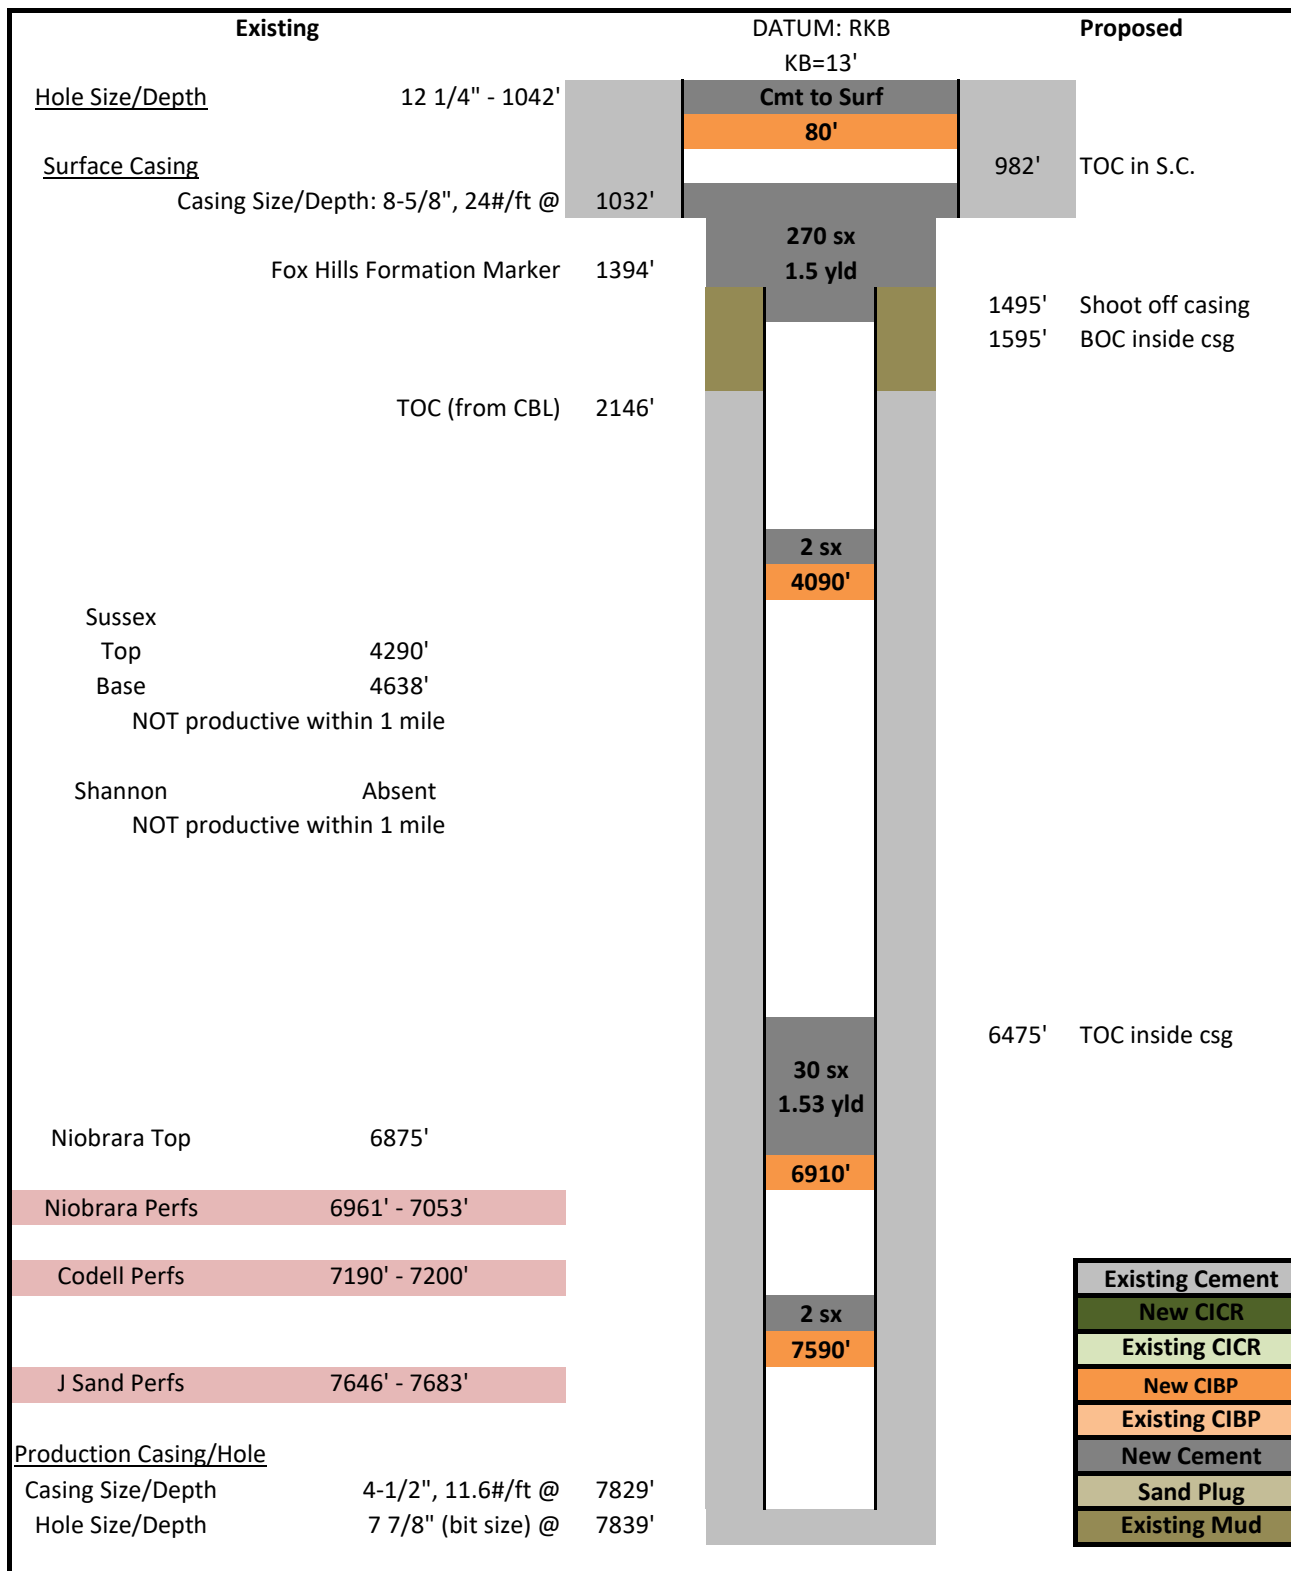 Existing DATUM: RKB Proposed
KB=13'
Hole Size/Depth 12 1/4" - 1042' Cmt to Surf
80'
Surface Casing 982' TOC in S.C.
Casing Size/Depth: 8-5/8", 24#/ft @ 1032'
270 sx
Fox Hills Formation Marker 1394' 1.5 yld
1495' Shoot off casing
1595' BOC inside csg
TOC (from CBL) 2146'
2 sx
4090'
Sussex
Top 4290'
Base 4638'
NOT productive within 1 mile
Shannon Absent
NOT productive within 1 mile
6475' TOC inside csg
30 sx
1.53 yld
Niobrara Top 6875'
6910'
Niobrara Perfs 6961' - 7053'
Codell Perfs 7190' - 7200' Existing Cement
2 sx New CICR
7590' Existing CICR
J Sand Perfs 7646' - 7683' New CIBP
Existing CIBP
Production Casing/Hole New Cement
Casing Size/Depth 4-1/2", 11.6#/ft @ 7829' Sand Plug
Hole Size/Depth 7 7/8" (bit size) @ 7839' Existing Mud